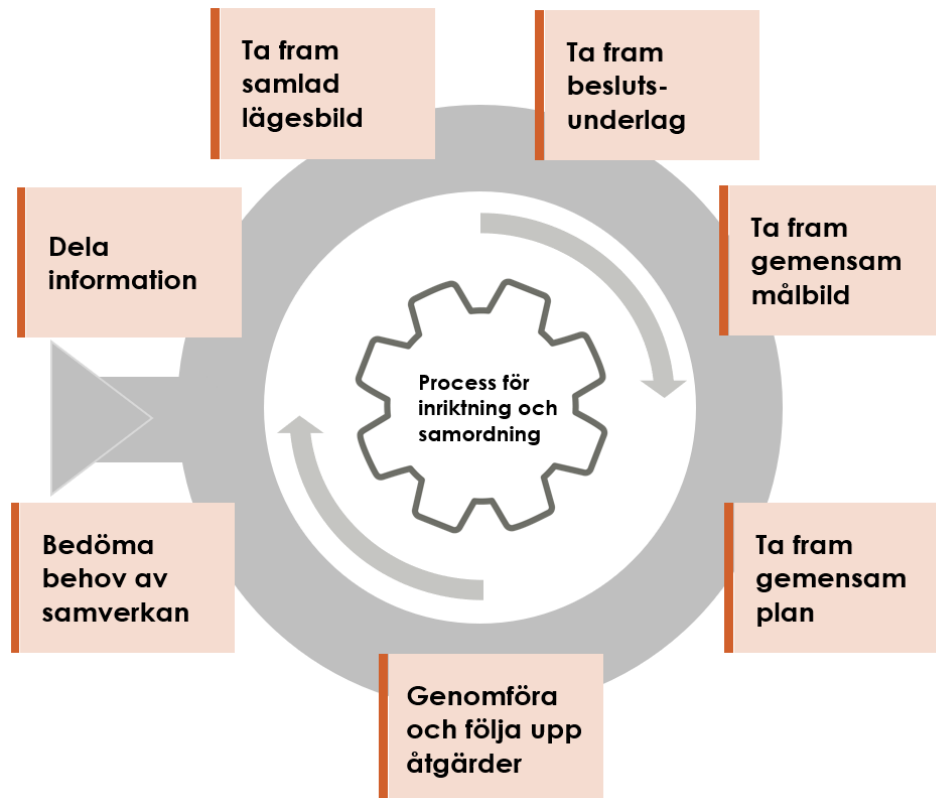 Ta fram
samlad
lägesbild
Ta fram
besluts-
underlag
Dela
information
Ta fram
gemensam
målbild
Process för
inriktning och
samordning
Bedöma
behov av
samverkan
Ta fram
gemensam
plan
Genomföra
och följa upp
åtgärder